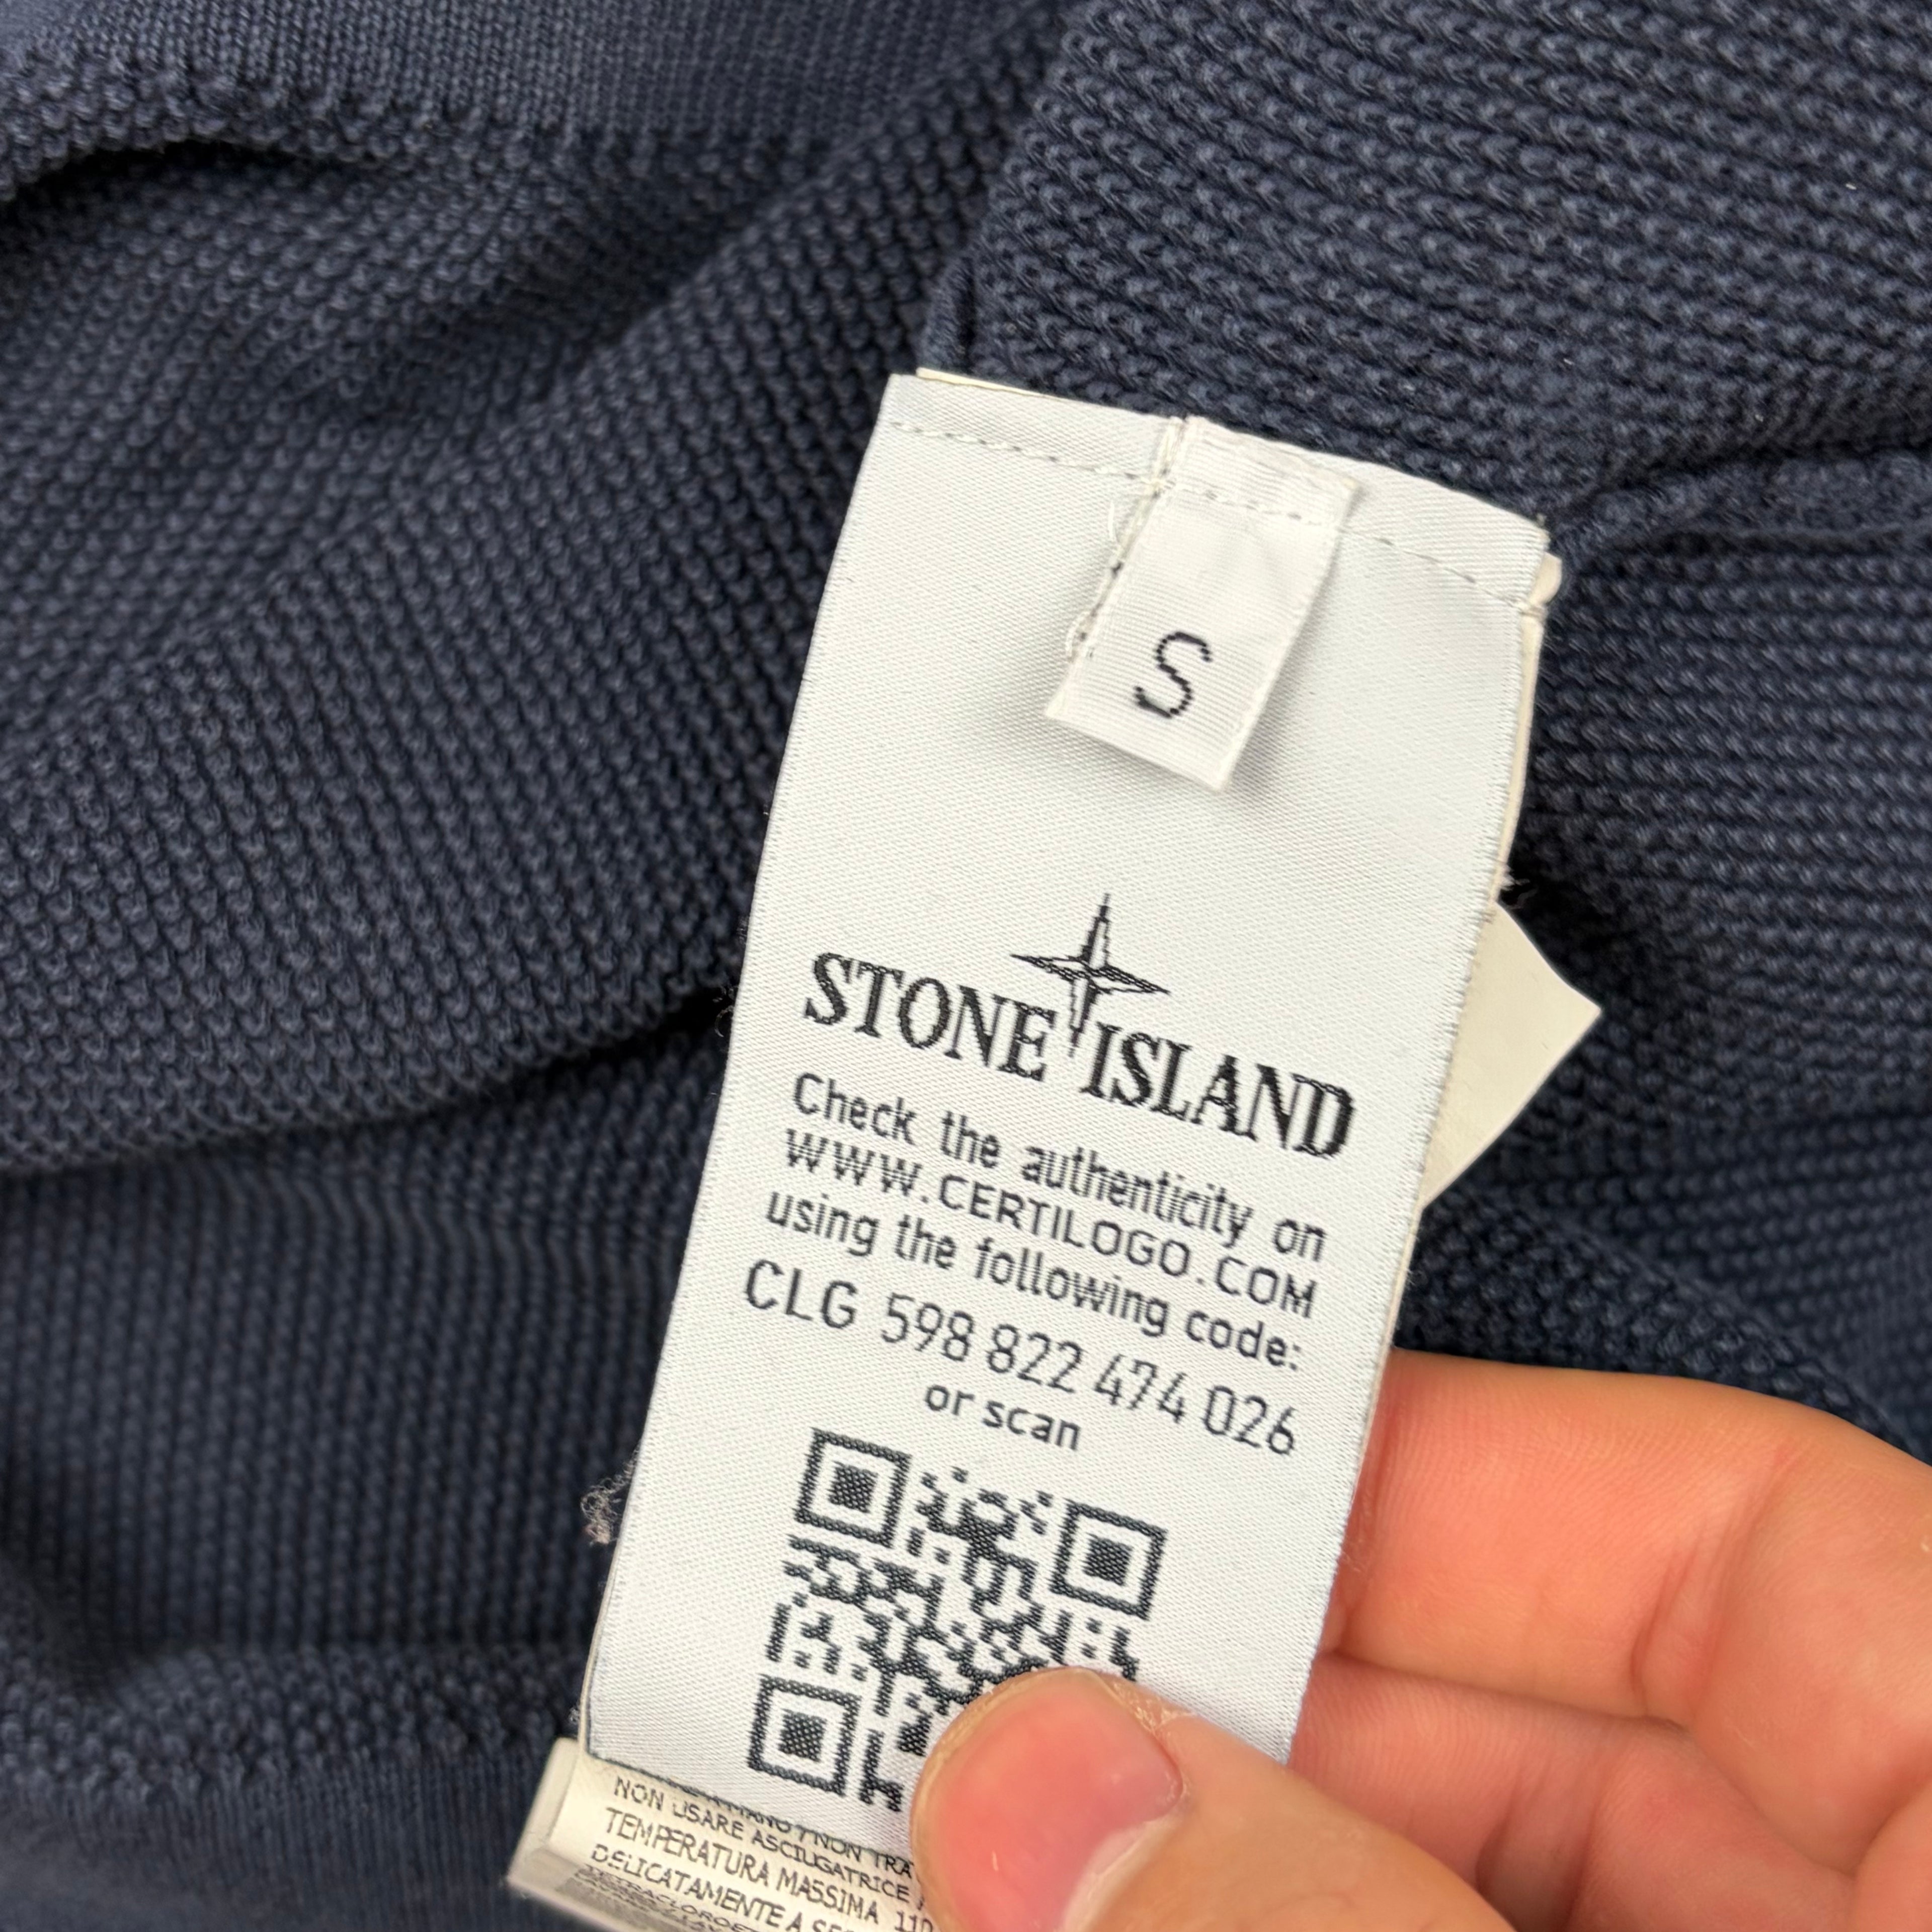 S
STONE ISLAND
Check the authenticity on
WWW.CERTILOGO.COM
using the following code:
CLG 598 822 474 026
or scan
NON USARE ASCIUGATRICE
TEMPERATURA MASSIMA 110
DELICATAMENTE A